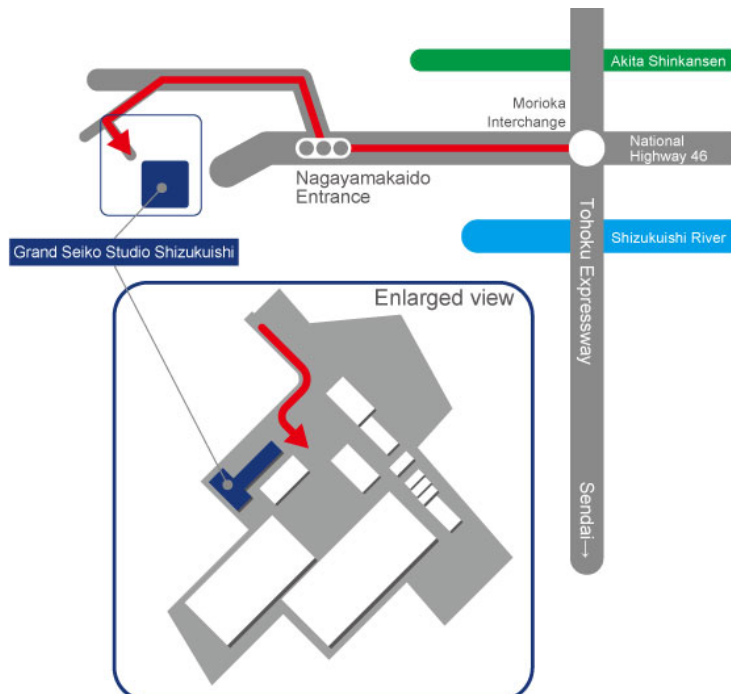 Akita Shinkansen
Morioka
Interchange
National
Highway 46
Nagayamakaido
Entrance
Grand Seiko Studio Shizukuishi
Shizukuishi River
Tohoku Expressway
Enlarged view
Sendai→